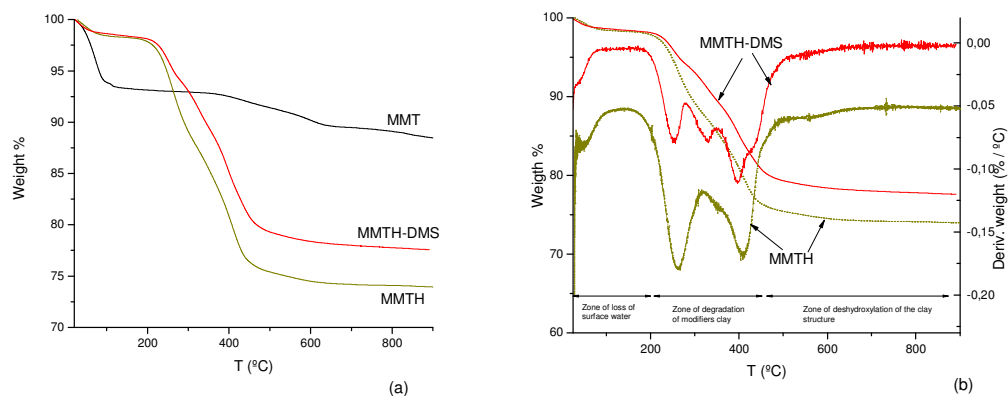 100
95
90
85
80
75
70
Weight %
0
200
400
600
800
T (ºC)
MMT
MMTH-DMS
MMTH
(a)
100
90
80
70
60
Weigth %
0
200
400
600
800
T (ºC)
0,00
-0,05
-0,10
-0,15
-0,20
Deriv. weight (% / ºC)
MMTH-DMS
MMTH
Zone of loss of
surface water
Zone of degradation
of modifiers clay
Zone of deshydroxylation of the clay
structure
(b)